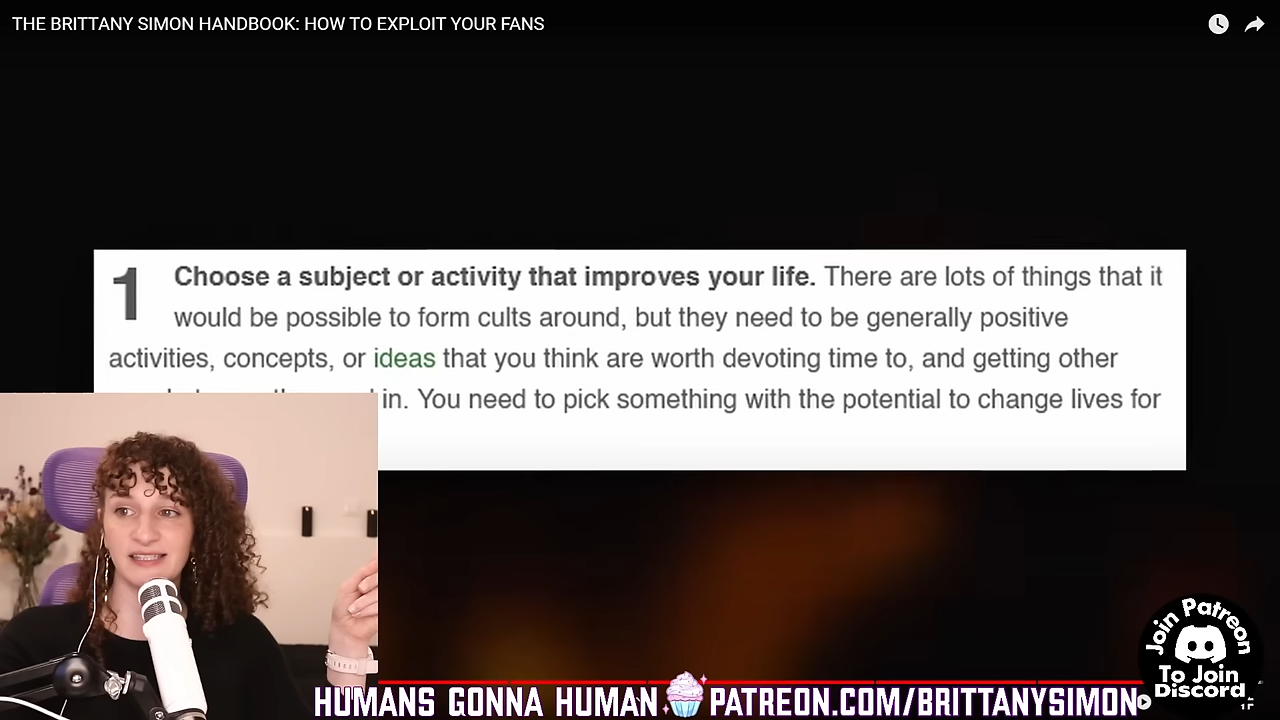 THE BRITTANY SIMON HANDBOOK: HOW TO EXPLOIT YOUR FANS
1 Choose a subject or activity that improves your life. There are lots of things that it
would be possible to form cults around, but they need to be generally positive
activities, concepts, or ideas that you think are worth devoting time to, and getting other
in. You need to pick something with the potential to change lives for
Join Patreon
To Join
Discord
HUMANS GONNA HUMAN PATREON.COM/BRITTANYSIMON